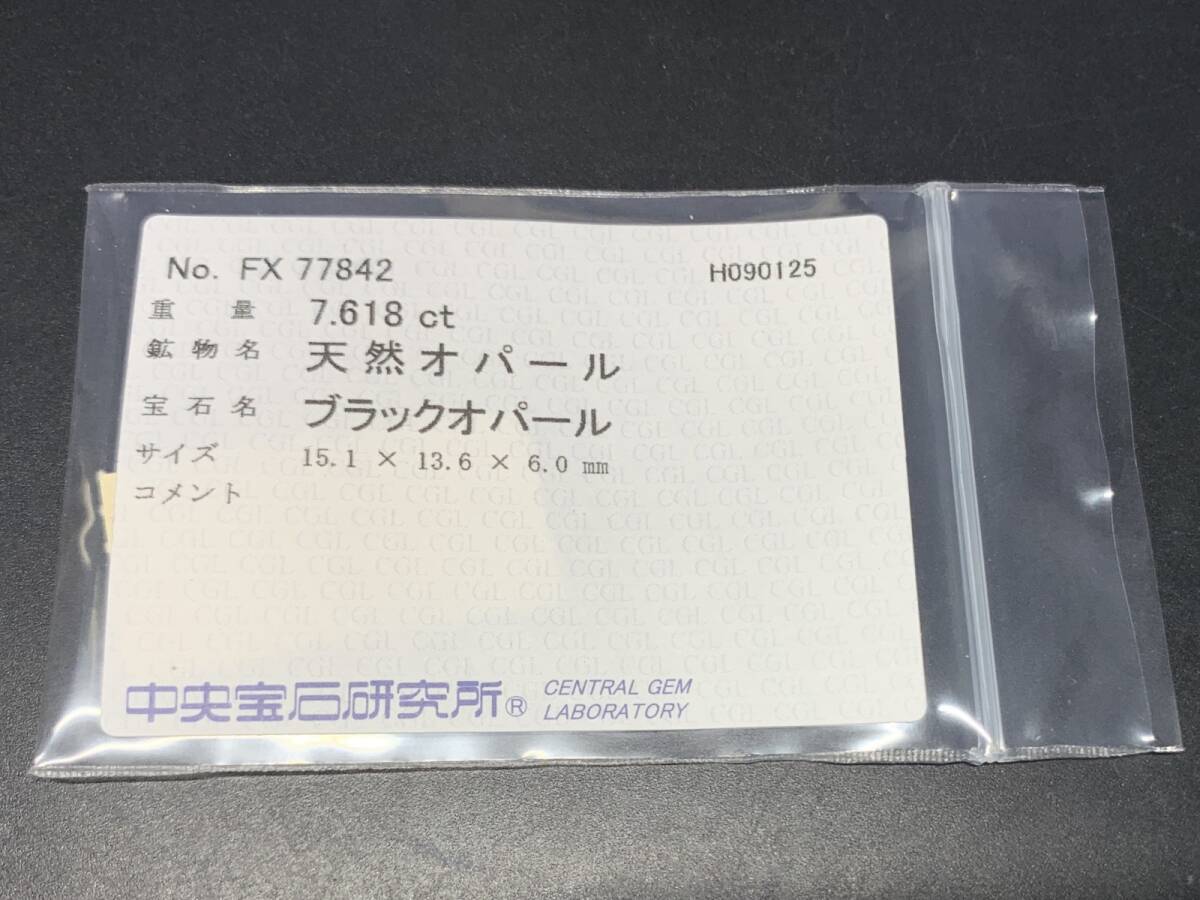 No. FX 77842 H090125
重量 7.618 ct
鉱物名 天然オパール
宝石名 ブラックオパール
サイズ 15.1 × 13.6 × 6.0 mm
コメント
中央宝石研究所® CENTRAL GEM
LABORATORY